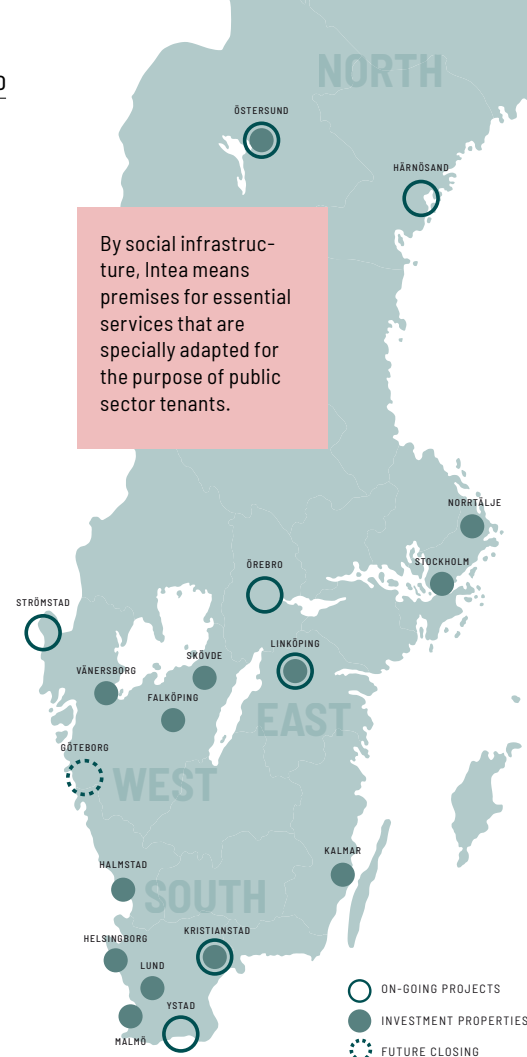 NORTH
ÖSTERSUND
HÄRNÖSAND
By social infrastruc-
ture, Intea means
premises for essential
services that are
specially adapted for
the purpose of public
sector tenants.
NORRTÄLJE
STOCKHOLM
ÖREBRO
STRÖMSTAD
LINKÖPING
SKÖVDE
VÄNERSBORG
FALKÖPING
EAST
GÖTEBORG
WEST
KALMAR
HALMSTAD
SOUTH
KRISTIANSTAD
HELSINGBORG
LUND
YSTAD
MALMÖ
ON-GOING PROJECTS
INVESTMENT PROPERTIES
FUTURE CLOSING